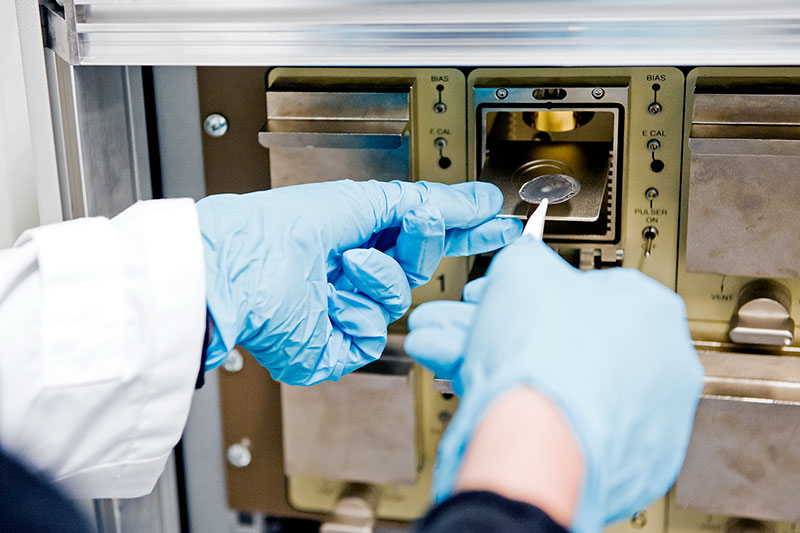 BIAS
E CAL
1
BIAS
E CAL
PULSER
ON
VENT